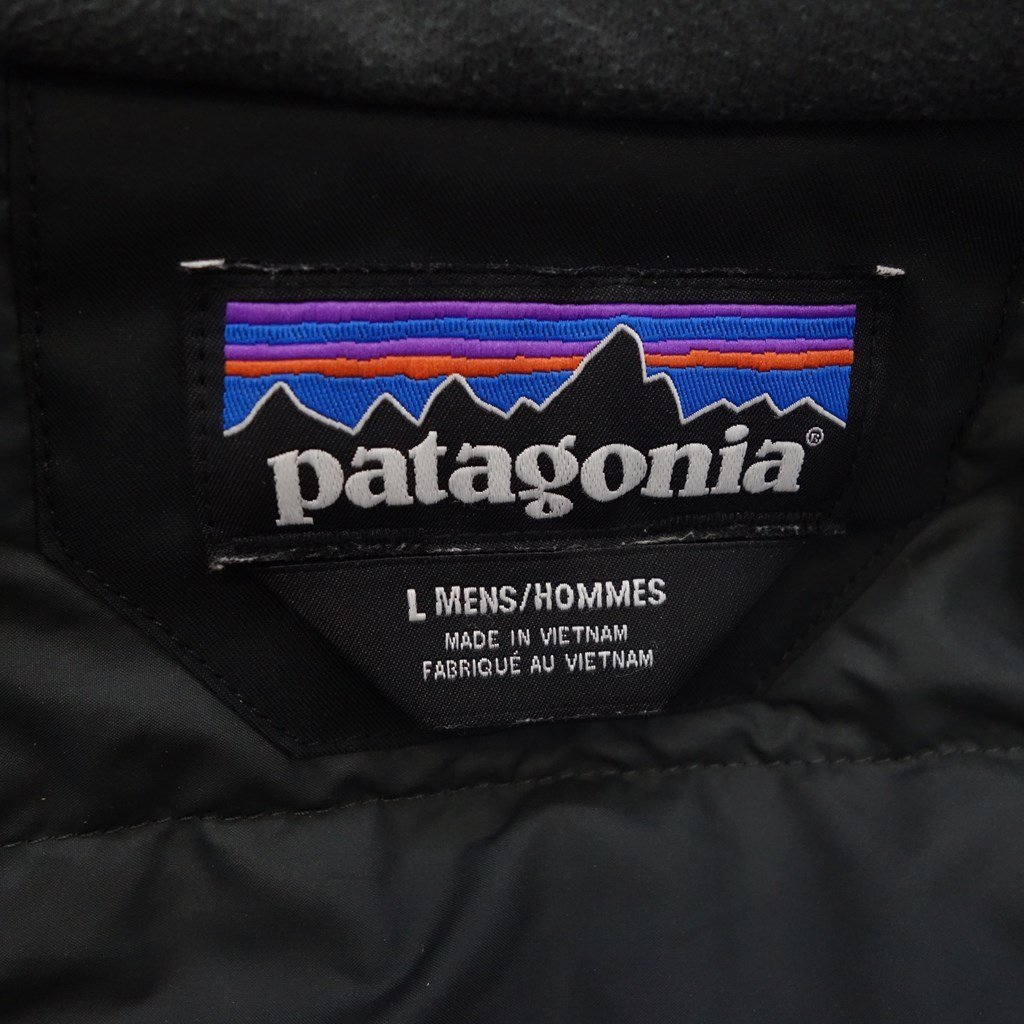 patagonia®
L MENS/HOMMES
MADE IN VIETNAM
FABRIQUÉ AU VIETNAM